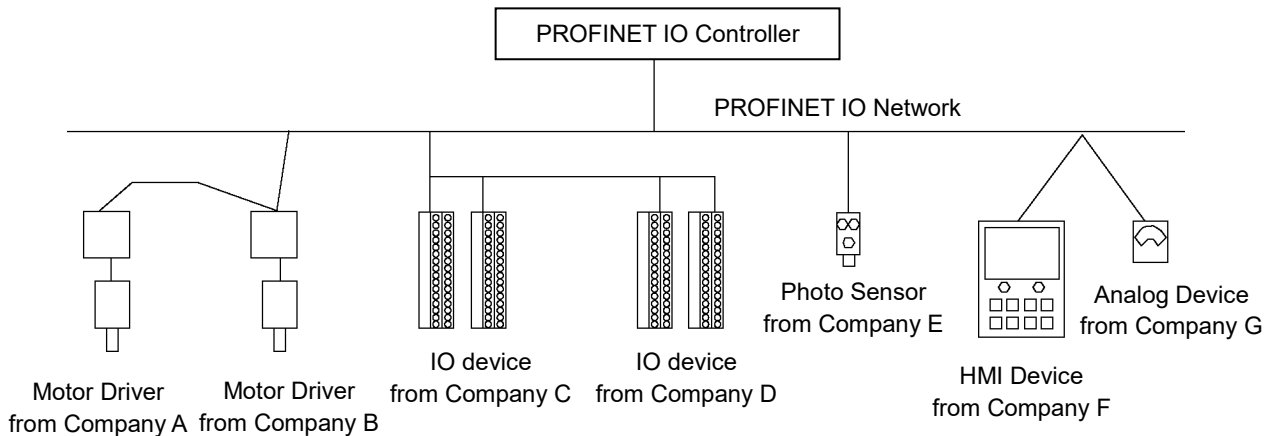 PROFINET IO Controller
PROFINET IO Network
Motor Driver
from Company A
Motor Driver
from Company B
IO device
from Company C
IO device
from Company D
Photo Sensor
from Company E
HMI Device
from Company F
Analog Device
from Company G